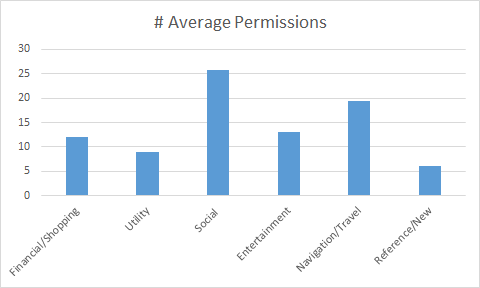 # Average Permissions
30
25
20
15
10
5
0
Financial/Shopping
Utility
Social
Entertainment
Navigation/Travel
Reference/New